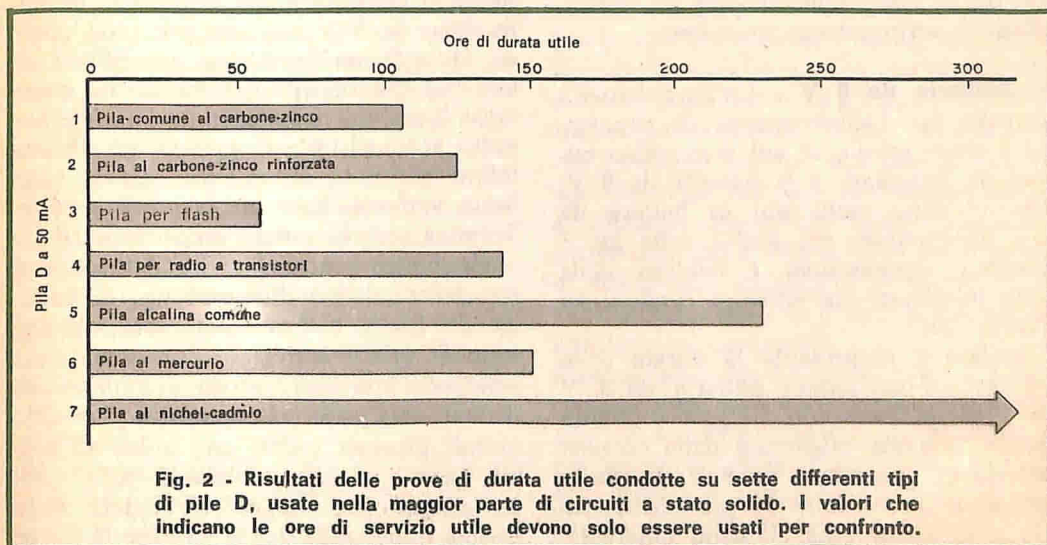 Ore di durata utile
0 50 100 150 200 250 300
Pila D a 50 mA
1 Pila comune al carbone-zinco
2 Pila al carbone-zinco rinforzata
3 Pila per flash
4 Pila per radio a transistori
5 Pila alcalina comune
6 Pila al mercurio
7 Pila al nichel-cadmio
Fig. 2 - Risultati delle prove di durata utile condotte su sette differenti tipi
di pile D, usate nella maggior parte di circuiti a stato solido. I valori che
indicano le ore di servizio utile devono solo essere usati per confronto.